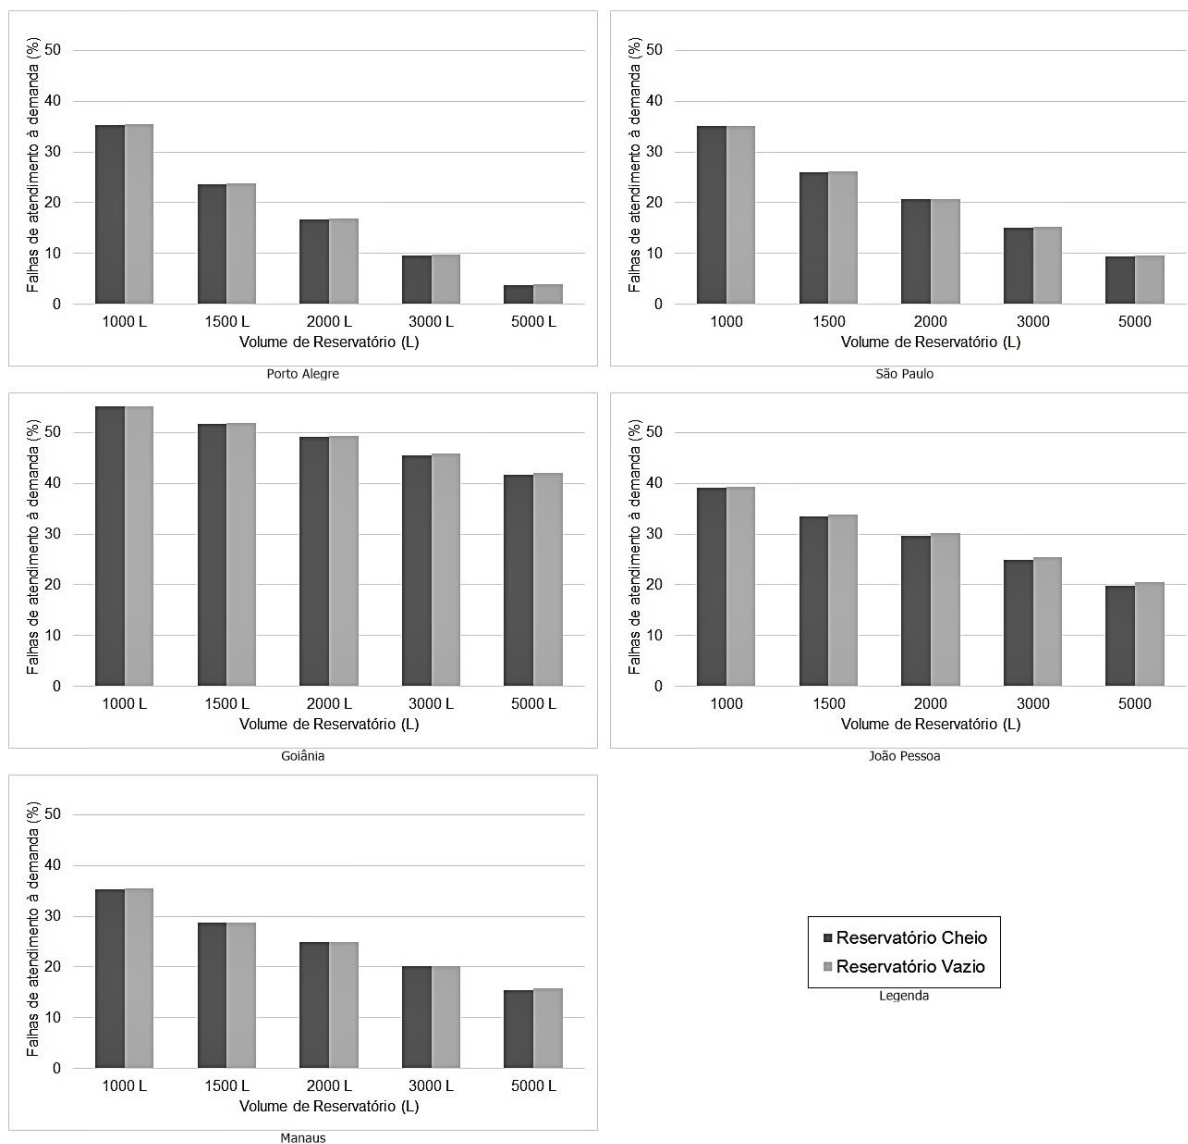 Falhas de atendimento à demanda (%)
50
40
30
20
10
0
1000 L 1500 L 2000 L 3000 L 5000 L
Volume de Reservatório (L)
Porto Alegre
Falhas de atendimento à demanda (%)
50
40
30
20
10
0
1000 1500 2000 3000 5000
Volume de Reservatório (L)
São Paulo
Falhas de atendimento à demanda (%)
50
40
30
20
10
0
1000 L 1500 L 2000 L 3000 L 5000 L
Volume de Reservatório (L)
Goiânia
Falhas de atendimento à demanda (%)
50
40
30
20
10
0
1000 1500 2000 3000 5000
Volume de Reservatório (L)
João Pessoa
Falhas de atendimento à demanda (%)
50
40
30
20
10
0
1000 L 1500 L 2000 L 3000 L 5000 L
Volume de Reservatório (L)
Manaus
Reservatório Cheio
Reservatório Vazio
Legenda